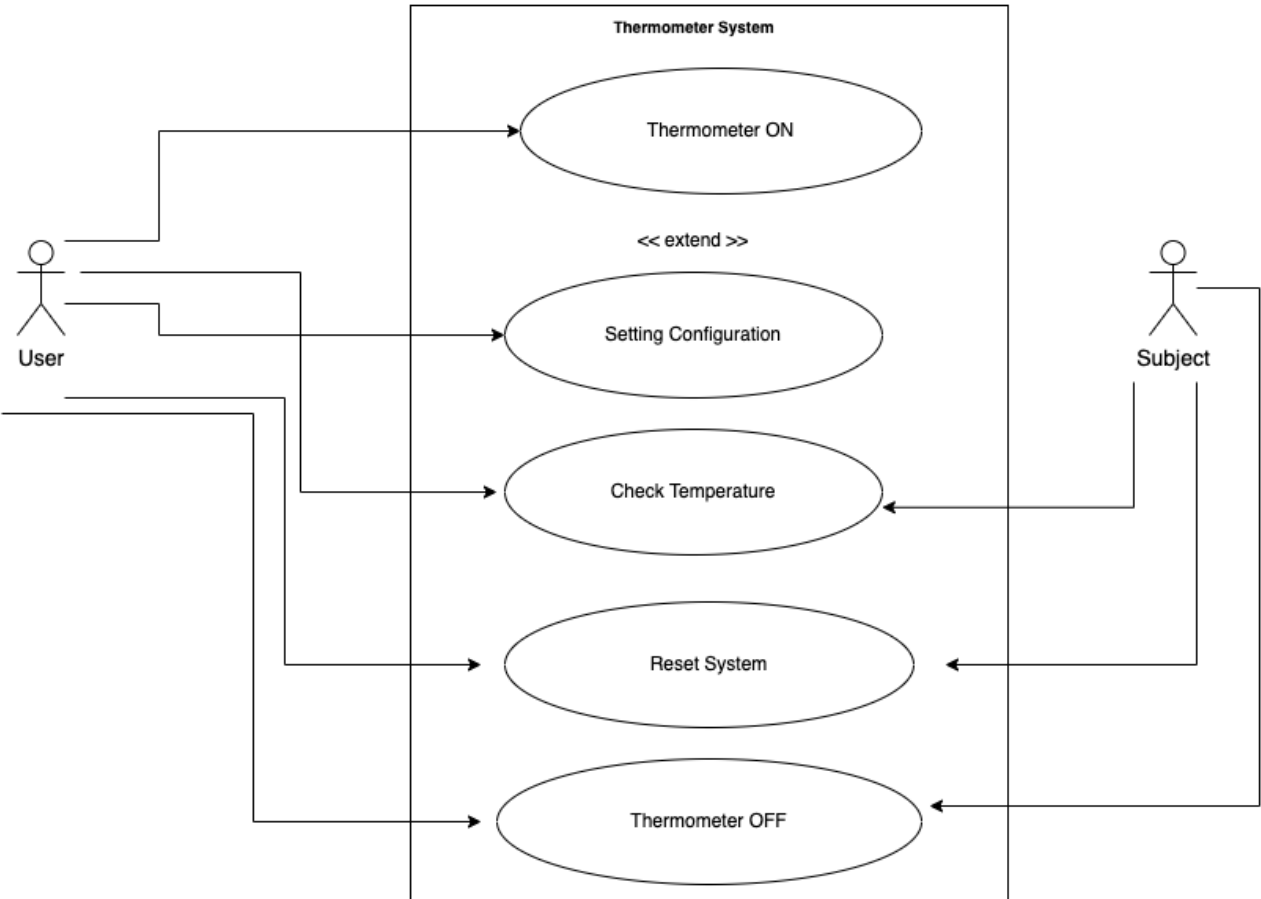 Thermometer System
Thermometer ON
<< extend >>
Setting Configuration
User
Subject
Check Temperature
Reset System
Thermometer OFF